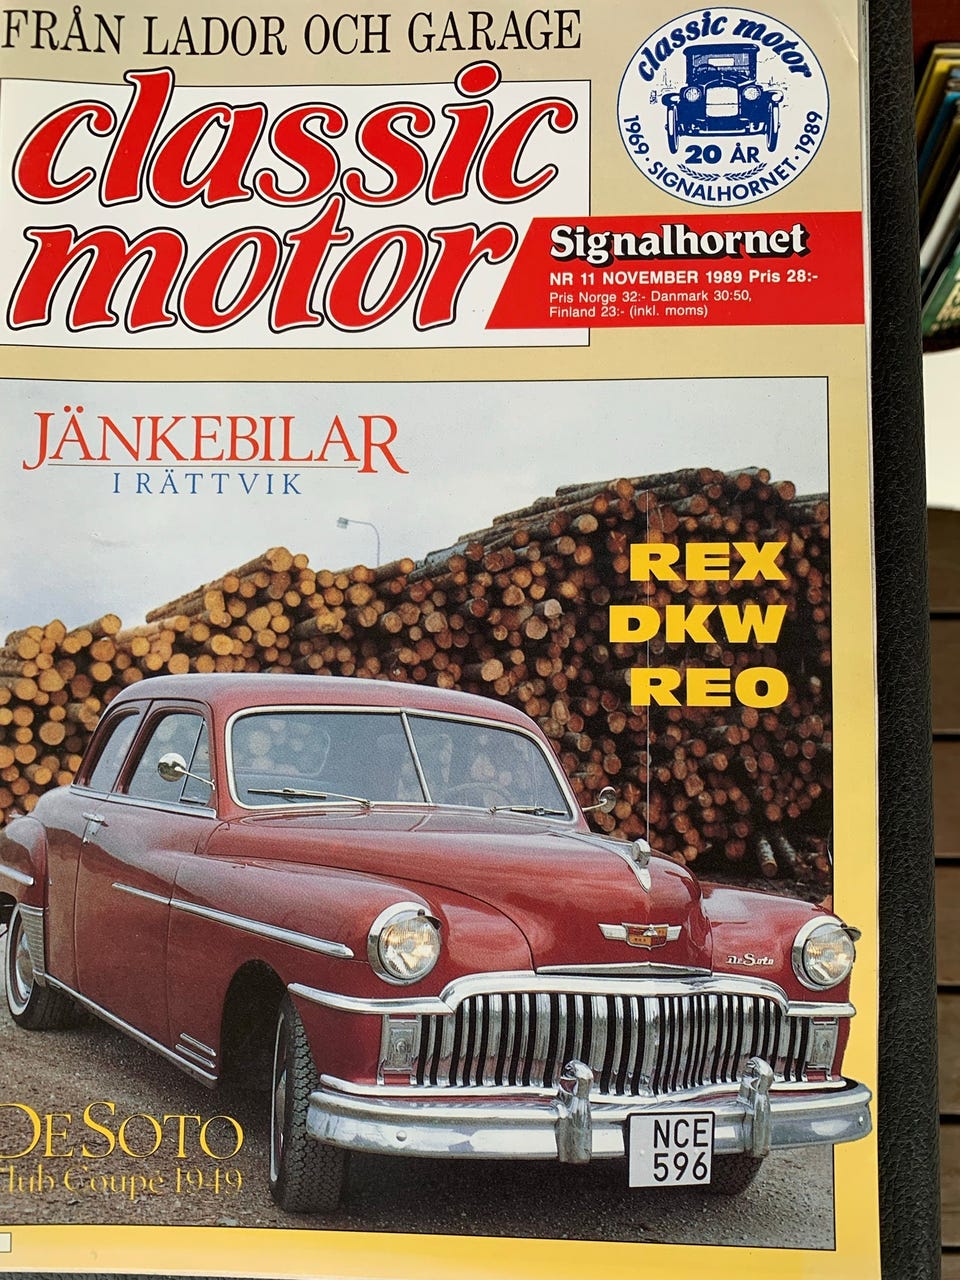 FRÅN LADOR OCH GARAGE
classic
motor
classic motor
20 ÅR
1969 · SIGNALHORNET · 1989
Signalhornet
NR 11 NOVEMBER 1989 Pris 28:-
Pris Norge 32:- Danmark 30:50,
Finland 23:- (inkl. moms)
JÄNKEBILAR
I RÄTTVIK
REX
DKW
REO
DeSoto
NCE
596
DE SOTO
Club Coupe 1949